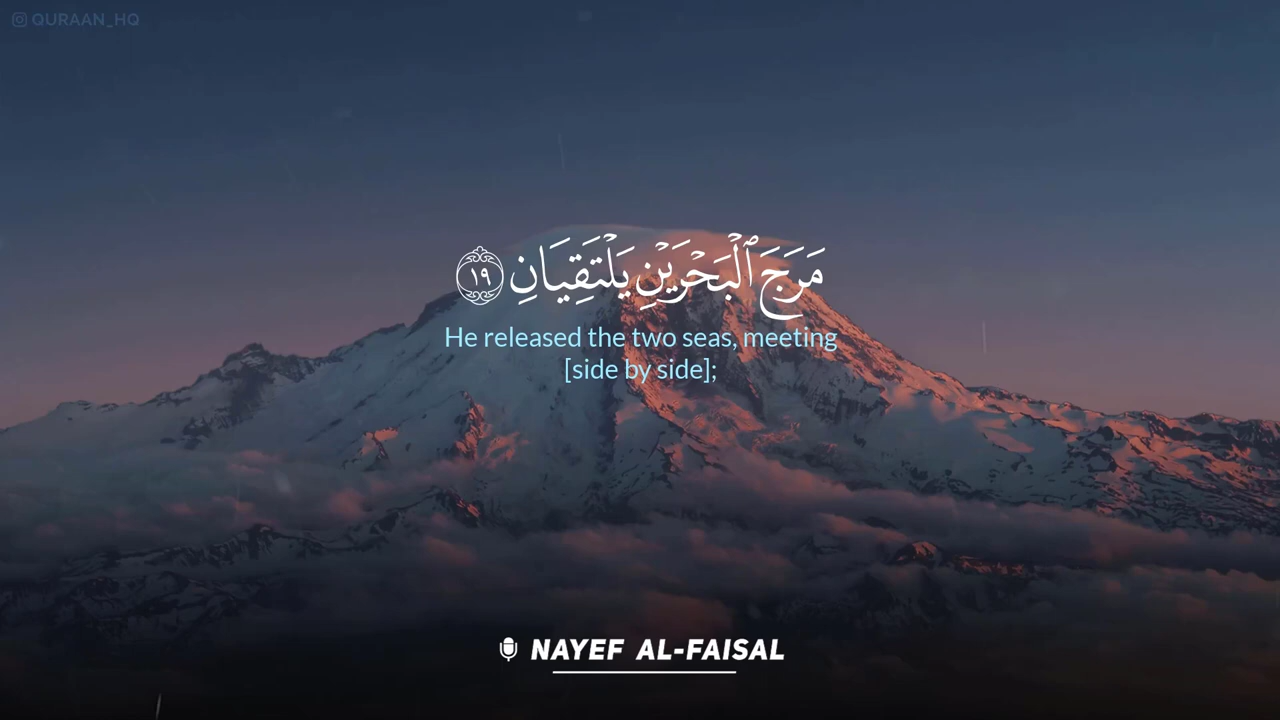 QURAAN_HQ
مَرَجَ ٱلْبَحْرَيْنِ يَلْتَقِيَانِ ١٩
He released the two seas, meeting
[side by side];
NAYEF AL-FAISAL